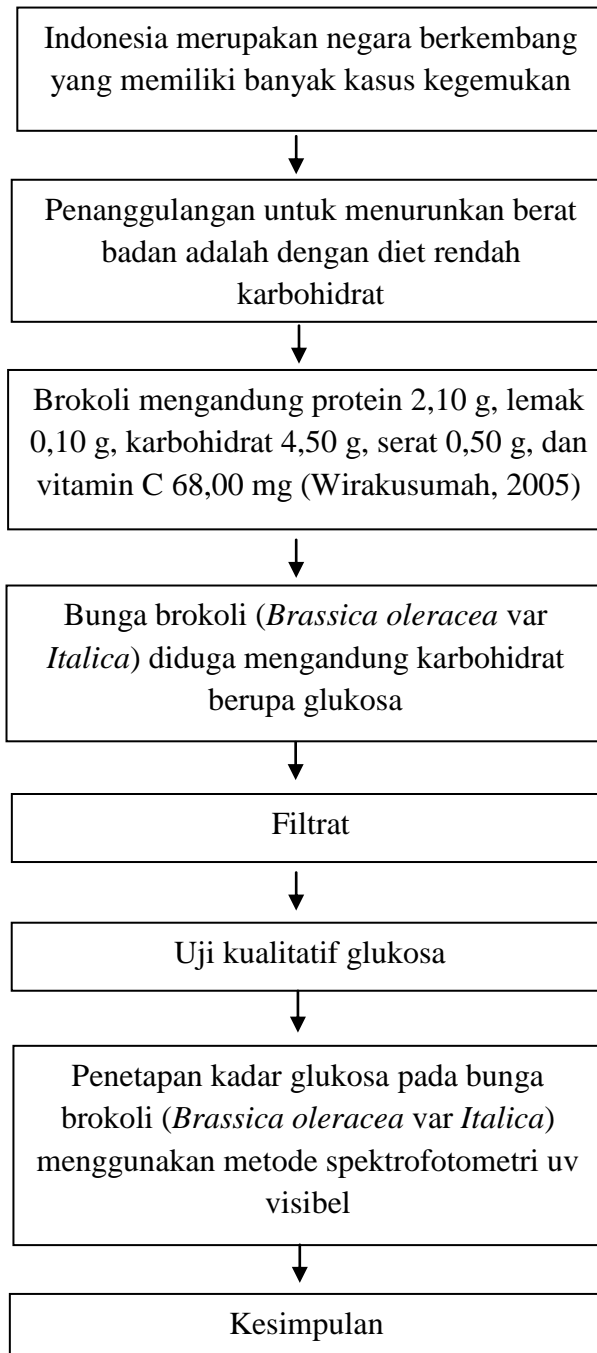 Indonesia merupakan negara berkembang
yang memiliki banyak kasus kegemukan
Penanggulangan untuk menurunkan berat
badan adalah dengan diet rendah
karbohidrat
Brokoli mengandung protein 2,10 g, lemak
0,10 g, karbohidrat 4,50 g, serat 0,50 g, dan
vitamin C 68,00 mg (Wirakusumah, 2005)
Bunga brokoli (Brassica oleracea var
Italica) diduga mengandung karbohidrat
berupa glukosa
Filtrat
Uji kualitatif glukosa
Penetapan kadar glukosa pada bunga
brokoli (Brassica oleracea var Italica)
menggunakan metode spektrofotometri uv
visibel
Kesimpulan